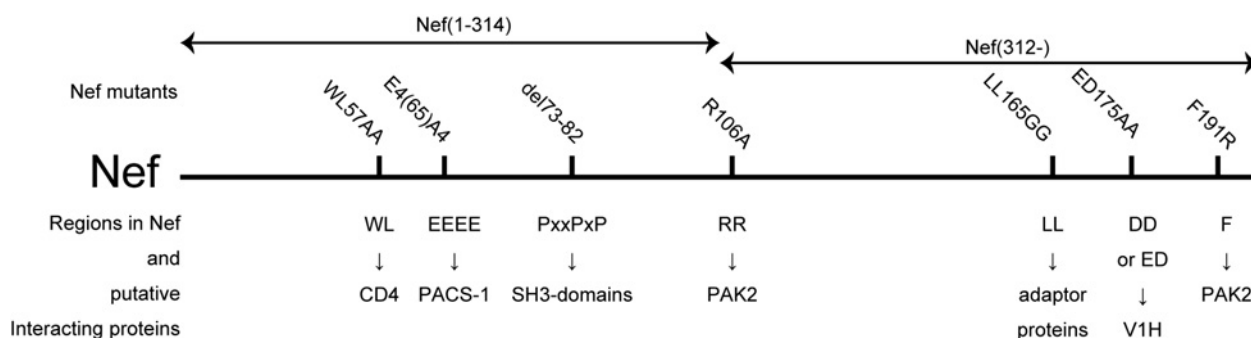 Nef(1-314)
Nef(312-)
Nef mutants
WL57AA
E4(65)A4
del73-82
R106A
LL165GG
ED175AA
F191R
Nef
Regions in Nef WL EEEE PxxPxP RR LL DD F
and ↓ ↓ ↓ ↓ ↓ or ED ↓
putative CD4 PACS-1 SH3-domains PAK2 adaptor ↓ PAK2
Interacting proteins proteins V1H